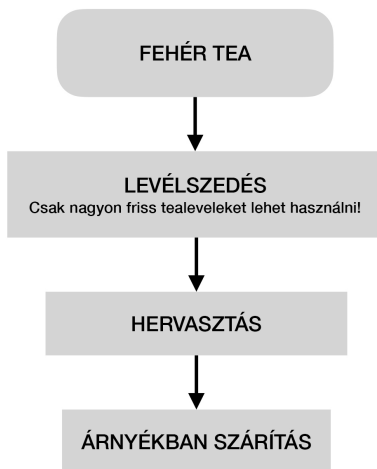 FEHÉR TEA
LEVÉLSZEDÉS
Csak nagyon friss tealeveleket lehet használni!
HERVASZTÁS
ÁRNYÉKBAN SZÁRÍTÁS